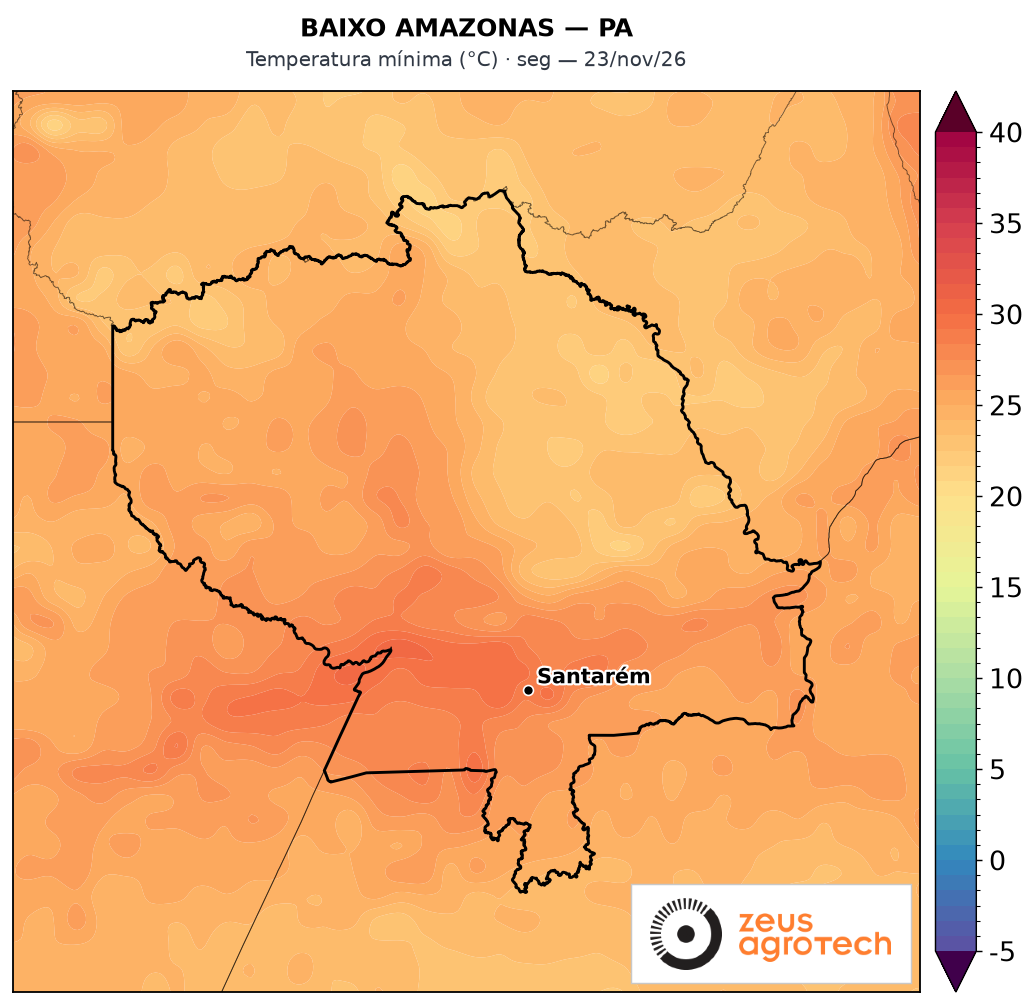 BAIXO AMAZONAS — PA
Temperatura mínima (°C) · seg — 23/nov/26
40
35
30
25
20
15
10
5
0
-5
Santarém
zeus
agrotech